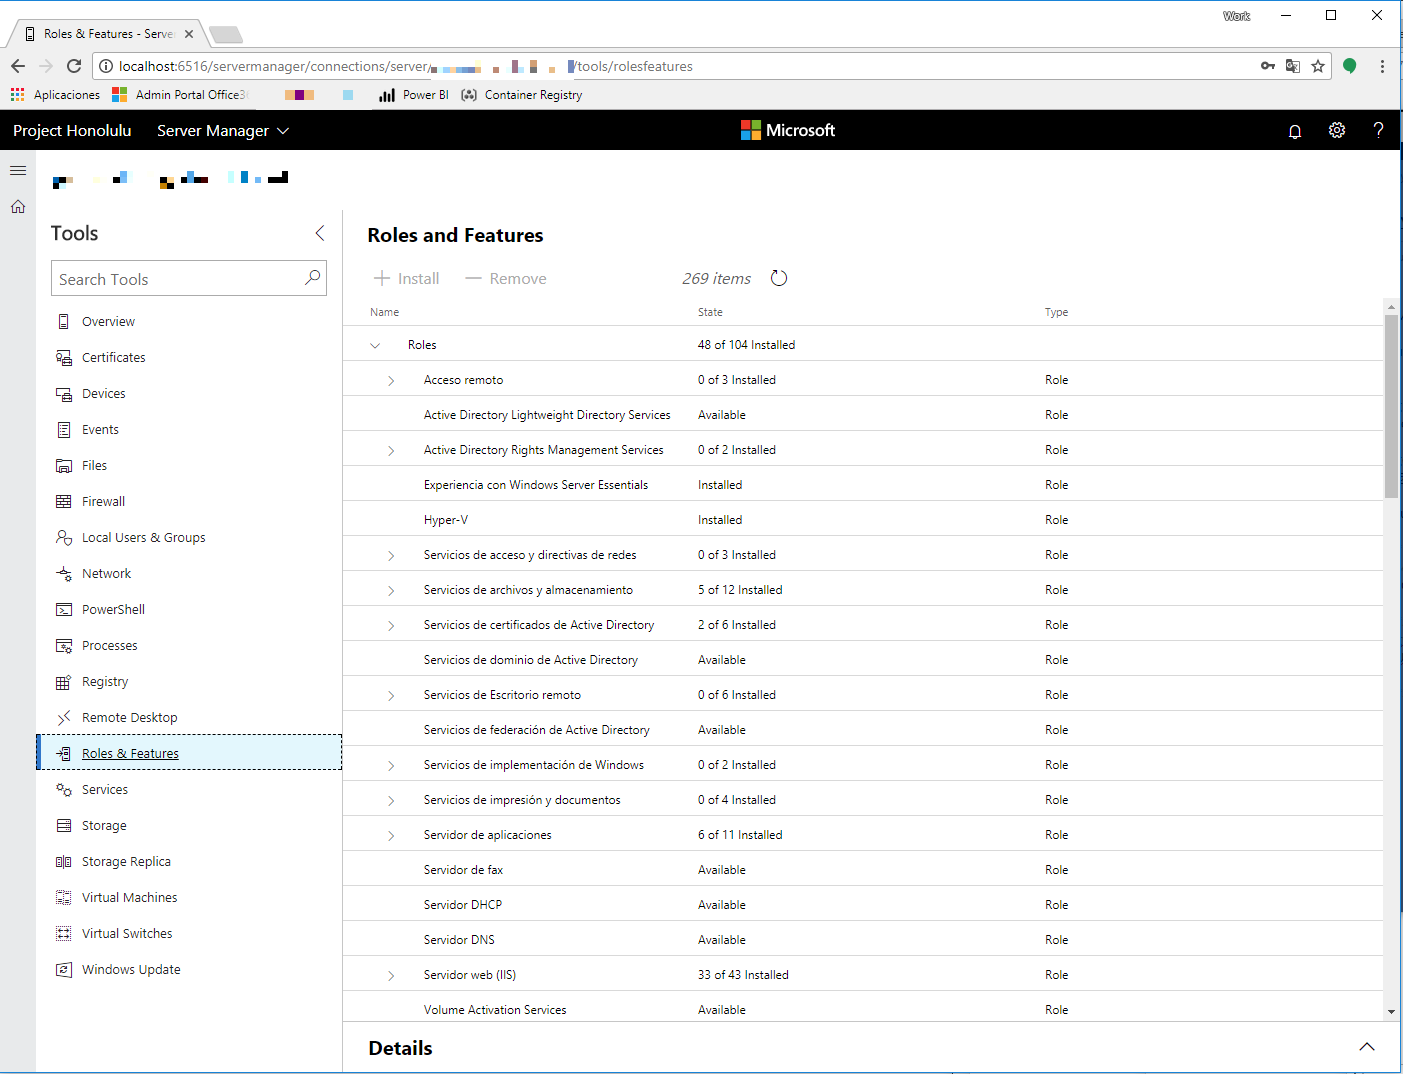 Work
Roles & Features - Serve
localhost:6516/servermanager/connections/server/ /tools/rolesfeatures
Aplicaciones Admin Portal Office36 Power BI Container Registry
Project Honolulu Server Manager Microsoft ?
Tools
Search Tools
Overview
Certificates
Devices
Events
Files
Firewall
Local Users & Groups
Network
PowerShell
Processes
Registry
Remote Desktop
Roles & Features
Services
Storage
Storage Replica
Virtual Machines
Virtual Switches
Windows Update
Roles and Features
Install Remove 269 items
Name State Type
Roles 48 of 104 Installed
Acceso remoto 0 of 3 Installed Role
Active Directory Lightweight Directory Services Available Role
Active Directory Rights Management Services 0 of 2 Installed Role
Experiencia con Windows Server Essentials Installed Role
Hyper-V Installed Role
Servicios de acceso y directivas de redes 0 of 3 Installed Role
Servicios de archivos y almacenamiento 5 of 12 Installed Role
Servicios de certificados de Active Directory 2 of 6 Installed Role
Servicios de dominio de Active Directory Available Role
Servicios de Escritorio remoto 0 of 6 Installed Role
Servicios de federación de Active Directory Available Role
Servicios de implementación de Windows 0 of 2 Installed Role
Servicios de impresión y documentos 0 of 4 Installed Role
Servidor de aplicaciones 6 of 11 Installed Role
Servidor de fax Available Role
Servidor DHCP Available Role
Servidor DNS Available Role
Servidor web (IIS) 33 of 43 Installed Role
Volume Activation Services Available Role
Details